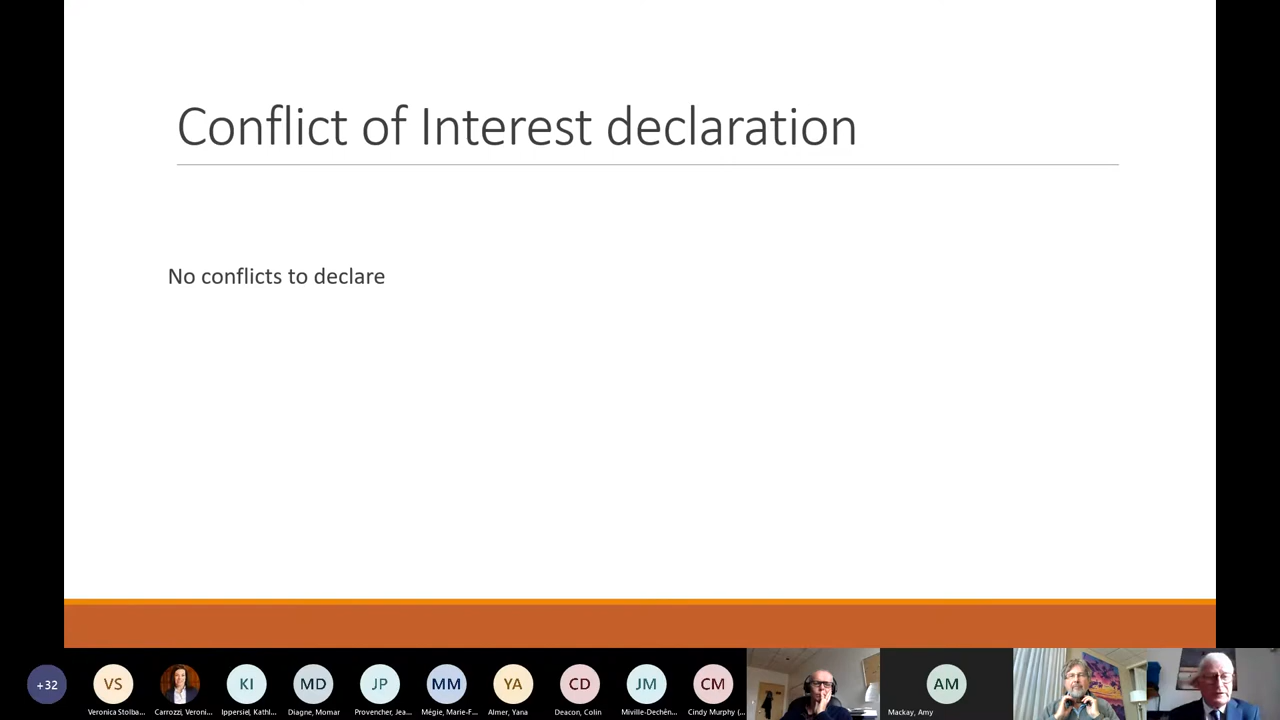 Conflict of Interest declaration
No conflicts to declare
+32
VS
KI
MD
JP
MM
YA
CD
JM
CM
AM
Veronica Stolba...
Carrozzi, Veroni...
Ippersiel, Kathl...
Diagne, Momar
Provencher, Jea...
Mégie, Marie-F...
Almer, Yana
Deacon, Colin
Miville-Dechên...
Cindy Murphy (...
Mackay, Amy